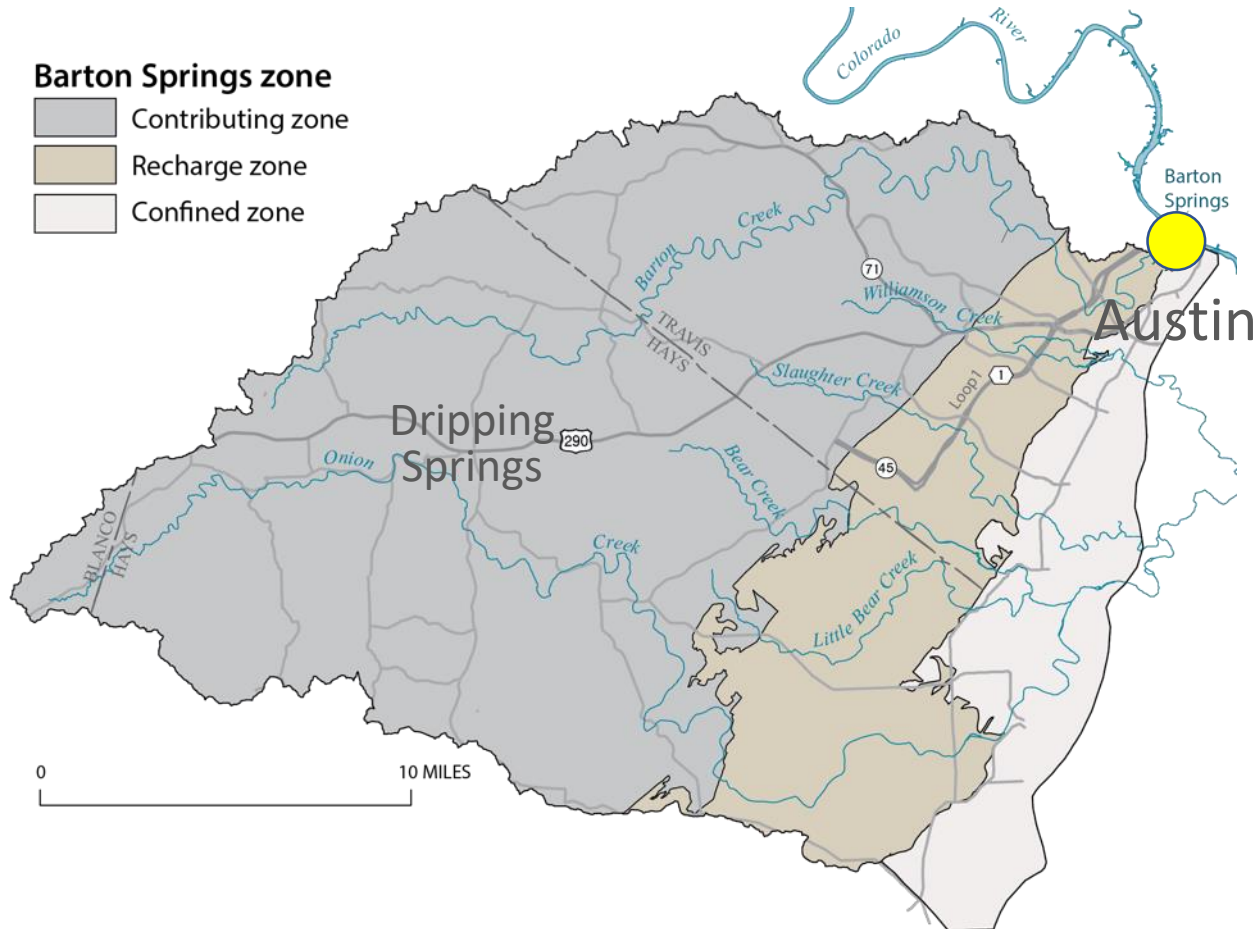 Barton Springs zone
Contributing zone
Recharge zone
Confined zone
Colorado
River
Barton
Springs
Barton
Creek
71
Williamson Creek
Austin
TRAVIS
HAYS
Slaughter Creek
Loop1
1
Dripping
Springs
290
Onion
Bear Creek
45
BLANCO
HAYS
Creek
Little Bear Creek
0
10 MILES